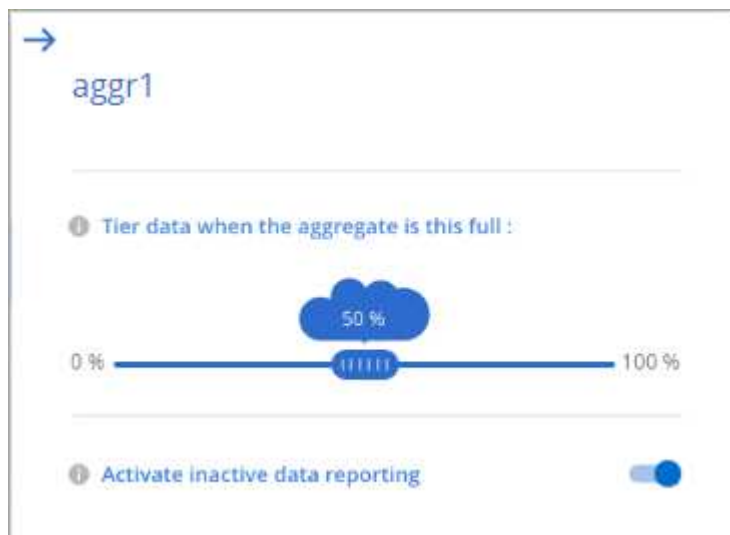 aggr1
Tier data when the aggregate is this full :
50 %
0 % 100 %
Activate inactive data reporting